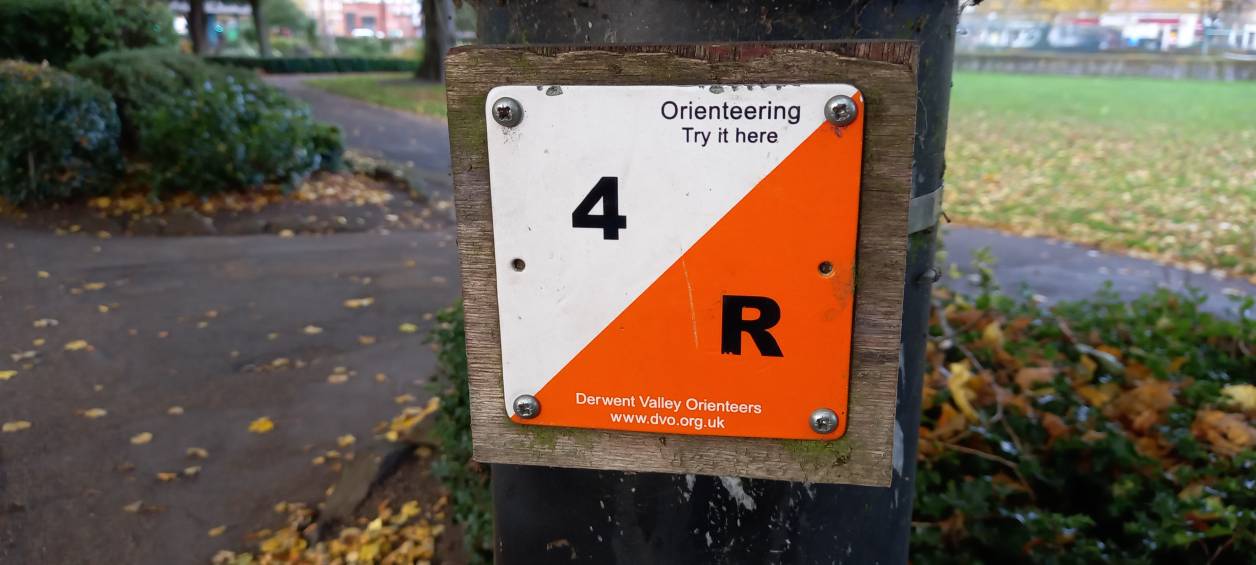 Orienteering
Try it here
4
R
Derwent Valley Orienteers
www.dvo.org.uk